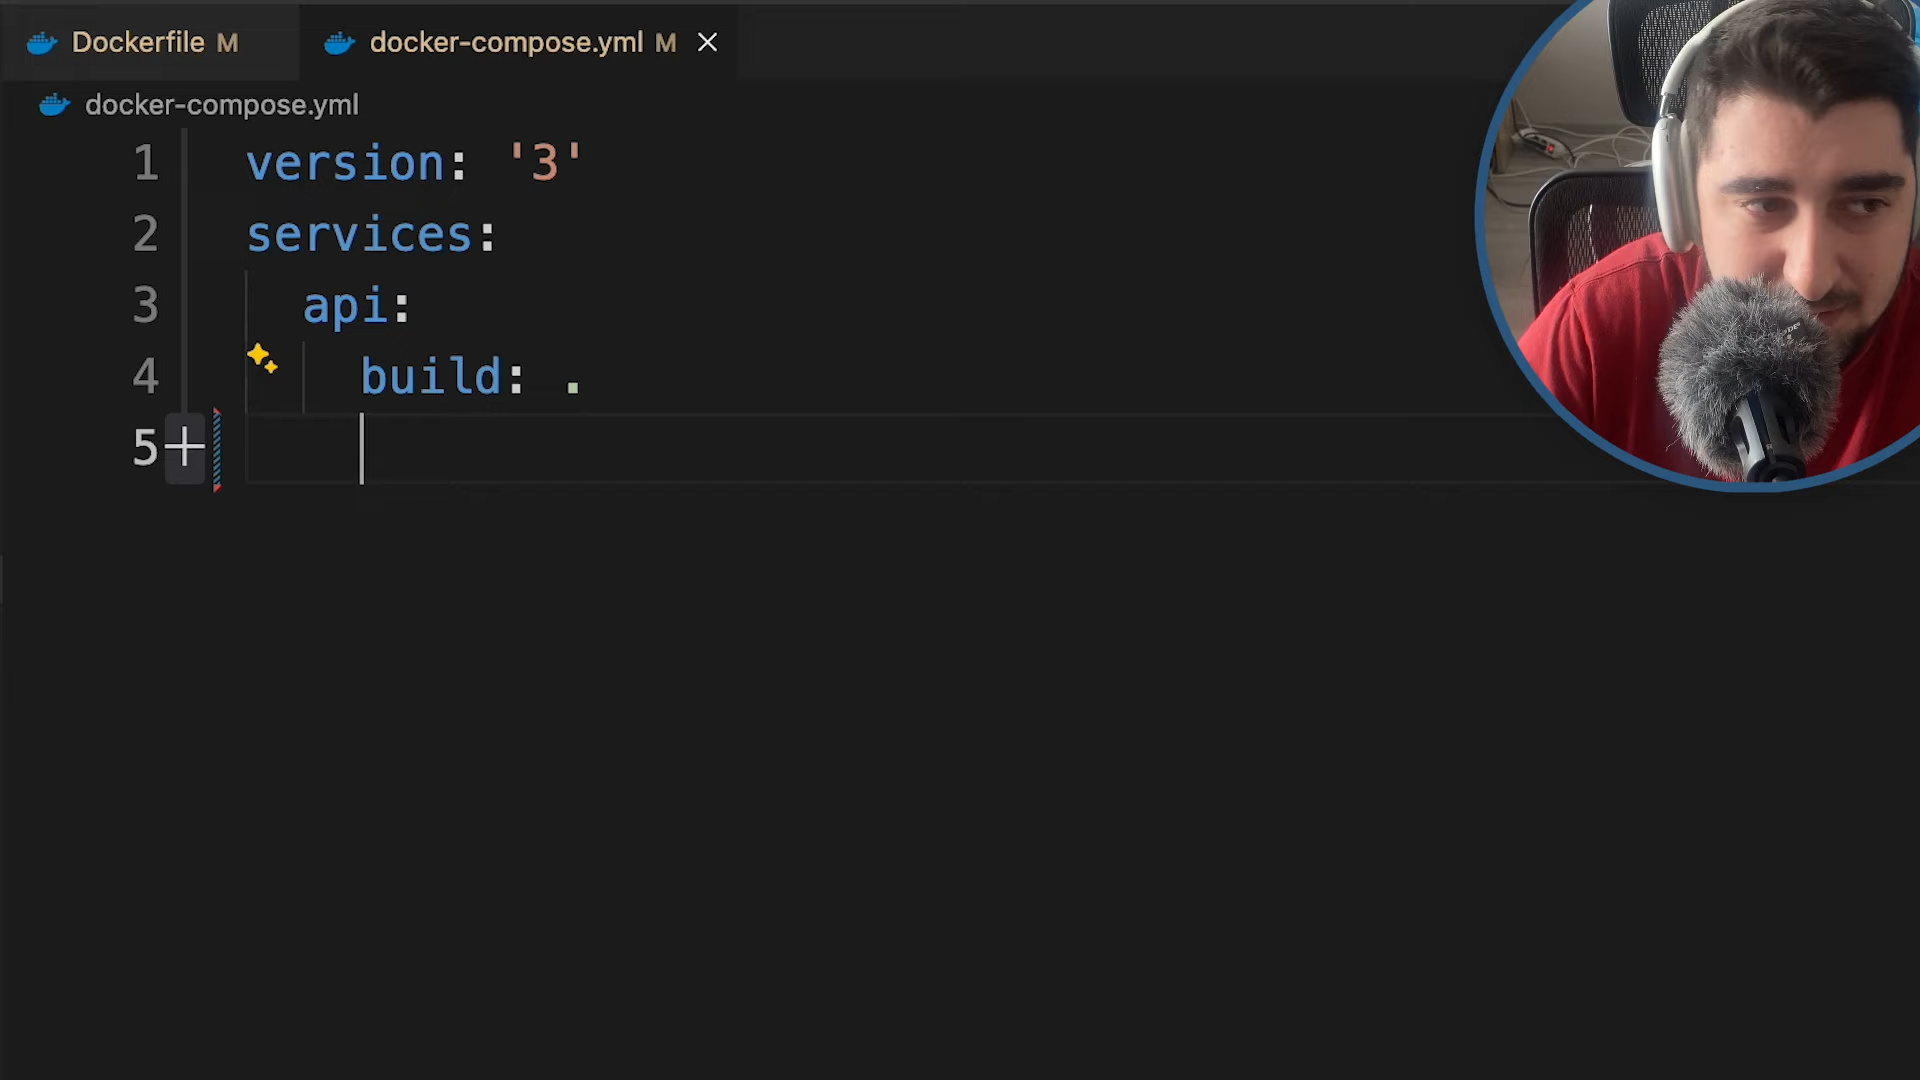 Dockerfile M
docker-compose.yml M
docker-compose.yml
1 version: '3'
2 services:
3 api:
4 build: .
5